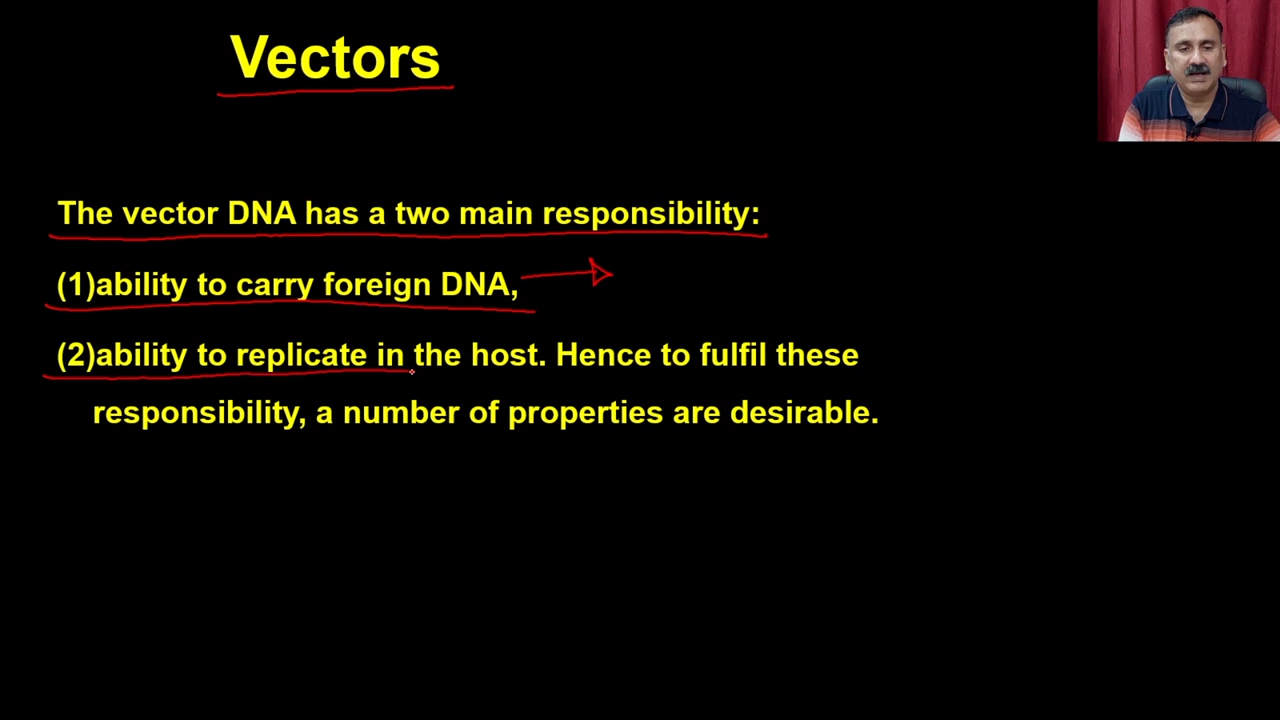 Vectors
The vector DNA has a two main responsibility:
(1)ability to carry foreign DNA,
(2)ability to replicate in the host. Hence to fulfil these
responsibility, a number of properties are desirable.